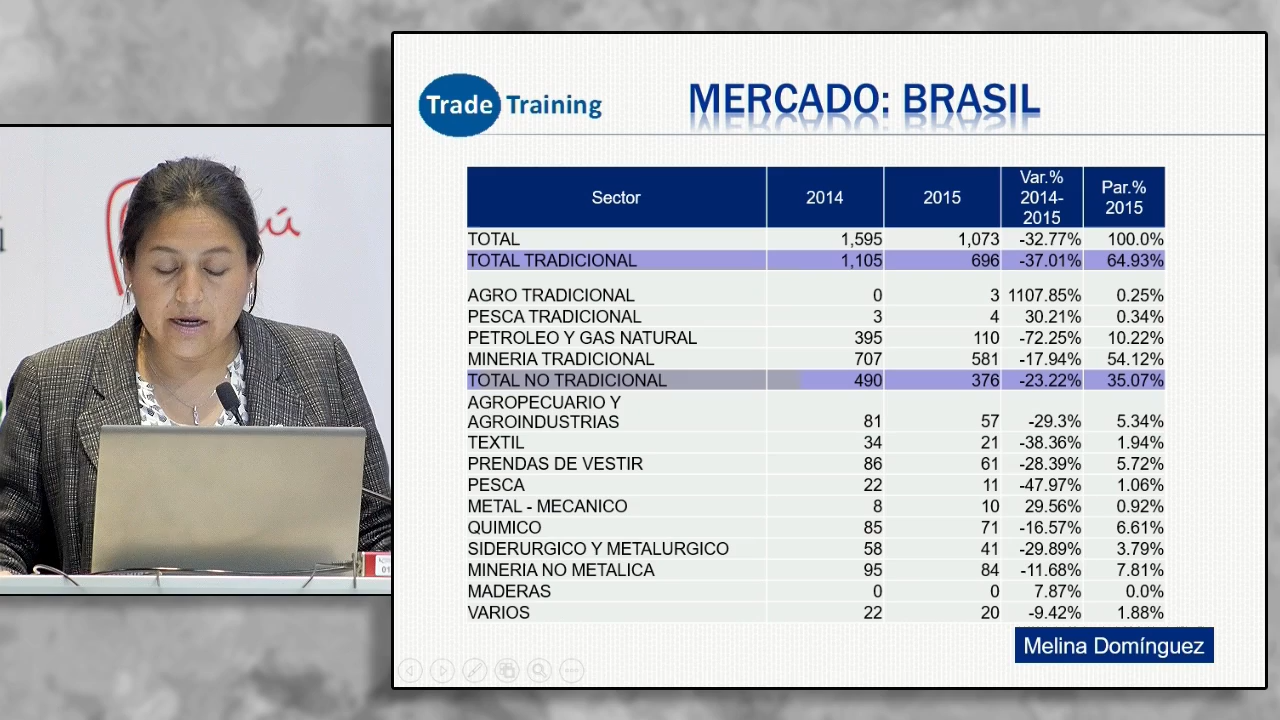 Trade Training
MERCADO: BRASIL
Sector 2014 2015 Var.% 2014-2015 Par.% 2015
TOTAL 1,595 1,073 -32.77% 100.0%
TOTAL TRADICIONAL 1,105 696 -37.01% 64.93%
AGRO TRADICIONAL 0 3 1107.85% 0.25%
PESCA TRADICIONAL 3 4 30.21% 0.34%
PETROLEO Y GAS NATURAL 395 110 -72.25% 10.22%
MINERIA TRADICIONAL 707 581 -17.94% 54.12%
TOTAL NO TRADICIONAL 490 376 -23.22% 35.07%
AGROPECUARIO Y
AGROINDUSTRIAS 81 57 -29.3% 5.34%
TEXTIL 34 21 -38.36% 1.94%
PRENDAS DE VESTIR 86 61 -28.39% 5.72%
PESCA 22 11 -47.97% 1.06%
METAL - MECANICO 8 10 29.56% 0.92%
QUIMICO 85 71 -16.57% 6.61%
SIDERURGICO Y METALURGICO 58 41 -29.89% 3.79%
MINERIA NO METALICA 95 84 -11.68% 7.81%
MADERAS 0 0 7.87% 0.0%
VARIOS 22 20 -9.42% 1.88%
Melina Domínguez